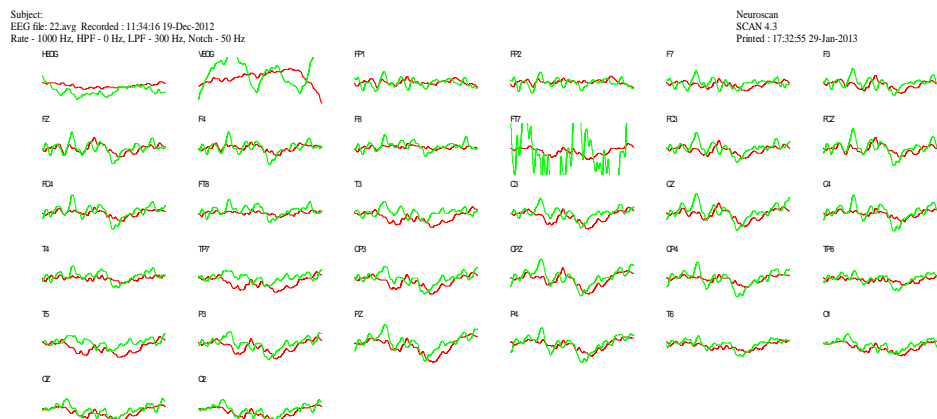 Subject:
EEG file: 22.avg Recorded : 11:34:16 19-Dec-2012
Rate - 1000 Hz, HPF - 0 Hz, LPF - 300 Hz, Notch - 50 Hz
Neuroscan
SCAN 4.3
Printed : 17:32:55 29-Jan-2013
HEOG VEOG FP1 FP2 F7 F3
FZ F4 F8 FT7 FC3 FCZ
FC4 FT8 T3 C3 CZ C4
T4 TP7 CP3 CPZ CP4 TP8
T5 P3 PZ P4 T6 O1
OZ O2